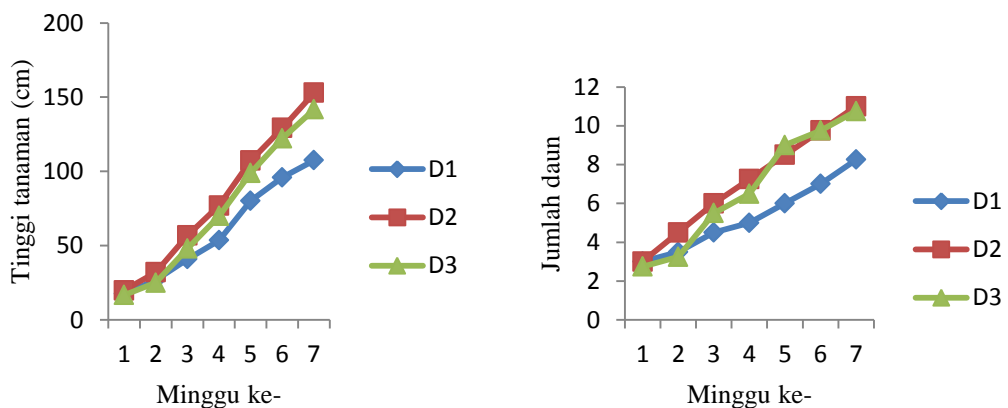 Tinggi tanaman (cm)
200
150
100
50
0
1 2 3 4 5 6 7
Minggu ke-
D1
D2
D3
Jumlah daun
12
10
8
6
4
2
0
1 2 3 4 5 6 7
Minggu ke-
D1
D2
D3